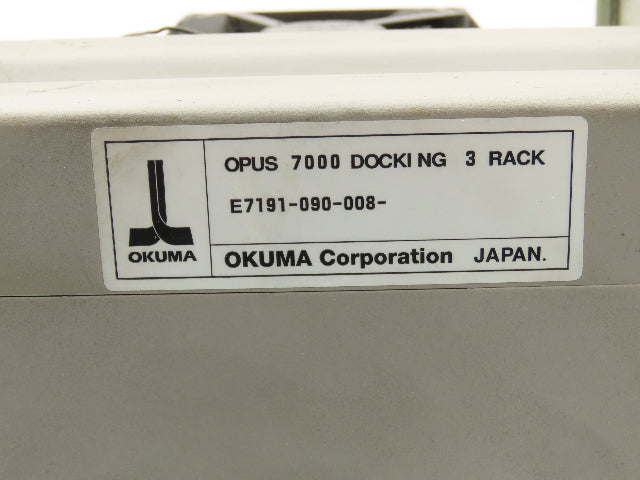 OPUS 7000 DOCKING 3 RACK
E7191-090-008-
OKUMA
OKUMA Corporation JAPAN.